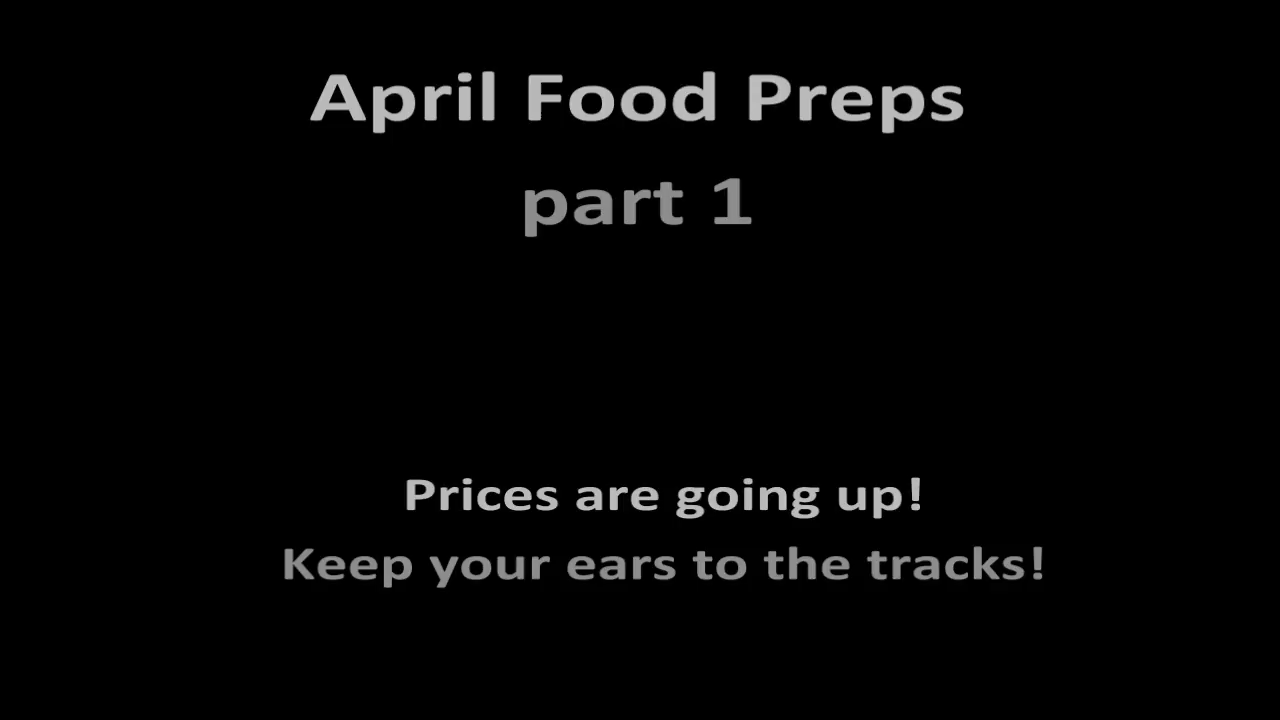 April Food Preps
part 1
Prices are going up!
Keep your ears to the tracks!